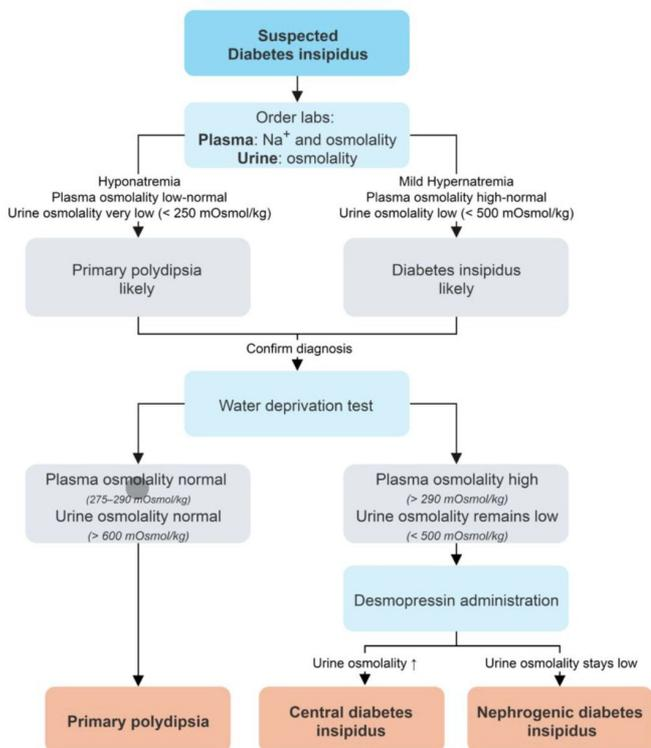 Suspected
Diabetes insipidus
Order labs:
Plasma: Na⁺ and osmolality
Urine: osmolality
Hyponatremia
Plasma osmolality low-normal
Urine osmolality very low (< 250 mOsmol/kg)
Mild Hypernatremia
Plasma osmolality high-normal
Urine osmolality low (< 500 mOsmol/kg)
Primary polydipsia
likely
Diabetes insipidus
likely
Confirm diagnosis
Water deprivation test
Plasma osmolality normal
(275–290 mOsmol/kg)
Urine osmolality normal
(> 600 mOsmol/kg)
Plasma osmolality high
(> 290 mOsmol/kg)
Urine osmolality remains low
(< 500 mOsmol/kg)
Desmopressin administration
Urine osmolality ↑
Urine osmolality stays low
Primary polydipsia
Central diabetes
insipidus
Nephrogenic diabetes
insipidus